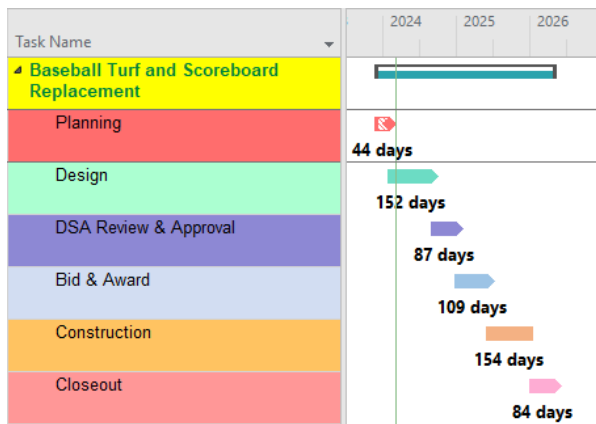 2024 2025 2026
Task Name
Baseball Turf and Scoreboard
Replacement
Planning
44 days
Design
152 days
DSA Review & Approval
87 days
Bid & Award
109 days
Construction
154 days
Closeout
84 days